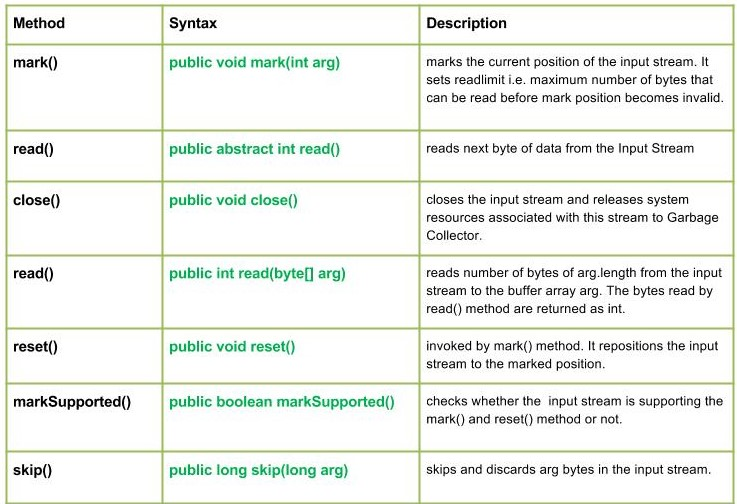 Method Syntax Description
mark() public void mark(int arg) marks the current position of the input stream. It
sets readlimit i.e. maximum number of bytes that
can be read before mark position becomes invalid.
read() public abstract int read() reads next byte of data from the Input Stream
close() public void close() closes the input stream and releases system
resources associated with this stream to Garbage
Collector.
read() public int read(byte[] arg) reads number of bytes of arg.length from the input
stream to the buffer array arg. The bytes read by
read() method are returned as int.
reset() public void reset() invoked by mark() method. It repositions the input
stream to the marked position.
markSupported() public boolean markSupported() checks whether the input stream is supporting the
mark() and reset() method or not.
skip() public long skip(long arg) skips and discards arg bytes in the input stream.